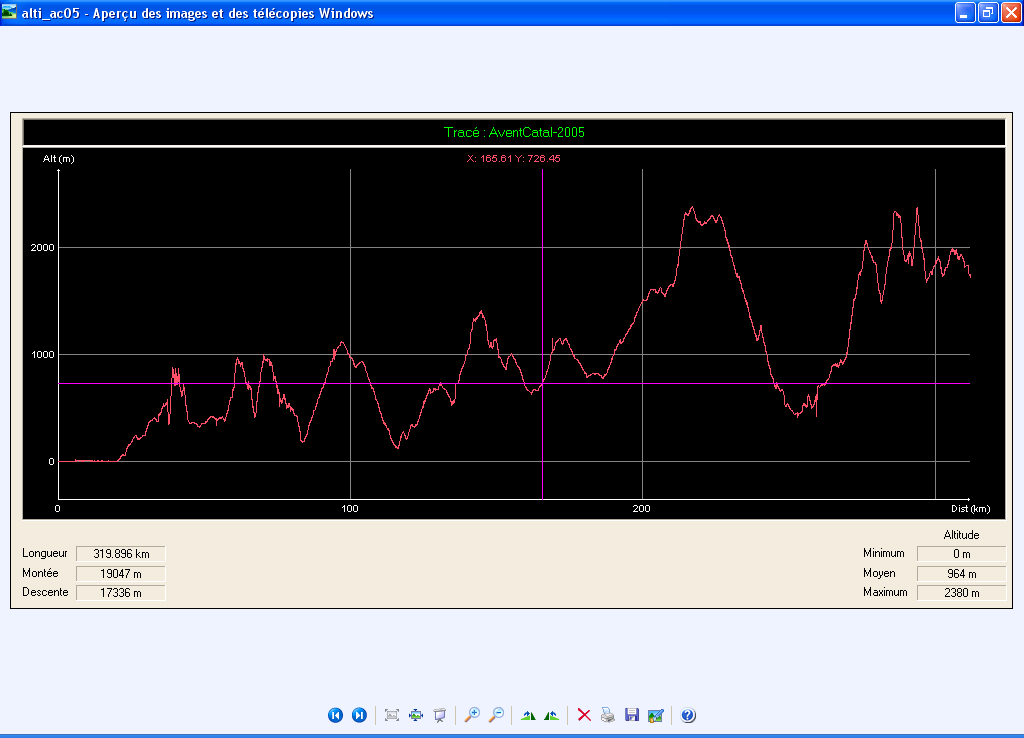 alti_ac05 - Aperçu des images et des télécopies Windows
Tracé : AventCatal-2005
Alt (m)
X: 165.61 Y: 726.45
2000
1000
0
0
100
200
Dist (km)
Altitude
Longueur 319.896 km
Minimum 0 m
Montée 19047 m
Moyen 964 m
Descente 17336 m
Maximum 2380 m